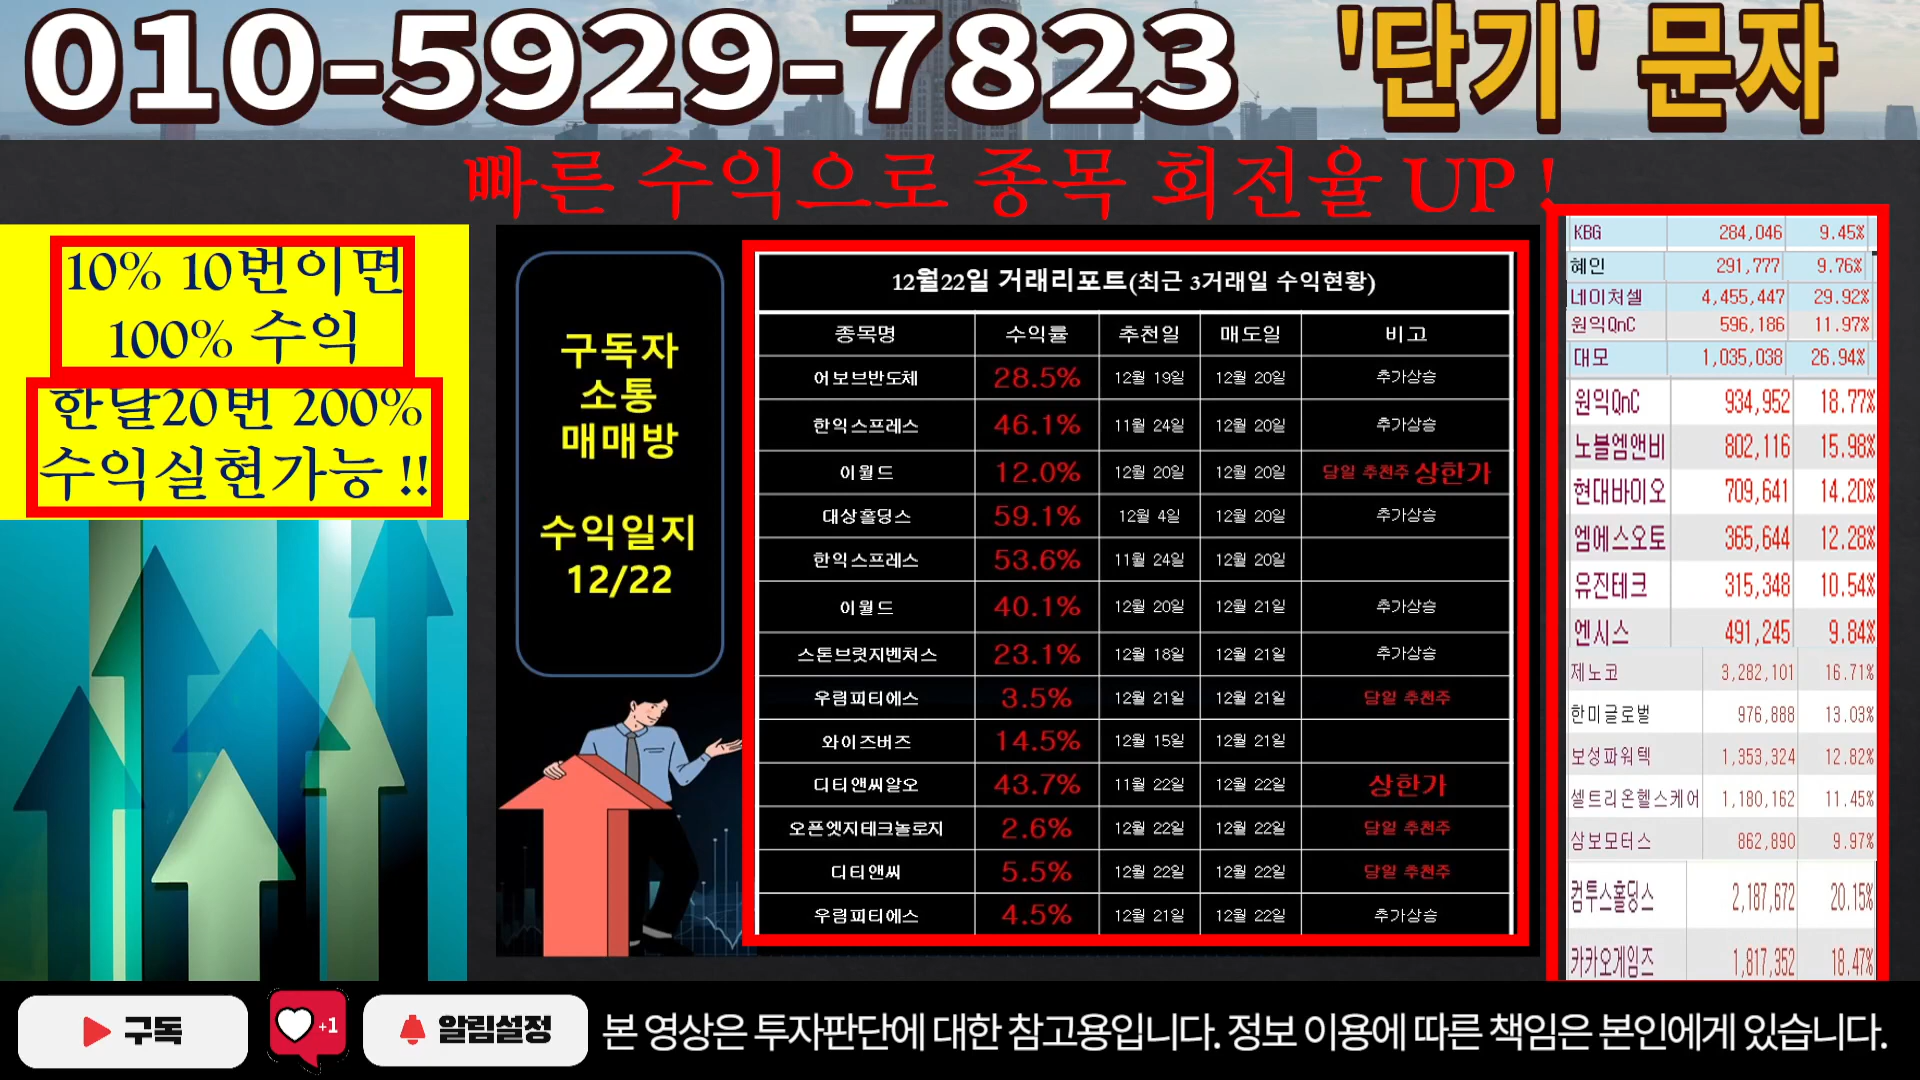 010-5929-7823 '단기' 문자
빠른 수익으로 종목 회전율 UP !
10% 10번이면
100% 수익
한달20번 200%
수익실현가능 !!
구독자
소통
매매방
수익일지
12/22
12월22일 거래리포트(최근 3거래일 수익현황)
종목명 수익률 추천일 매도일 비고
어보브반도체 28.5% 12월 19일 12월 20일 추가상승
한익스프레스 46.1% 11월 24일 12월 20일 추가상승
이월드 12.0% 12월 20일 12월 20일 당일 추천주 상한가
대상홀딩스 59.1% 12월 4일 12월 20일 추가상승
한익스프레스 53.6% 11월 24일 12월 20일
이월드 40.1% 12월 20일 12월 21일 추가상승
스톤브릿지벤처스 23.1% 12월 18일 12월 21일 추가상승
우림피티에스 3.5% 12월 21일 12월 21일 당일 추천주
와이즈버즈 14.5% 12월 15일 12월 21일
디티앤씨알오 43.7% 11월 22일 12월 22일 상한가
오픈엣지테크놀로지 2.6% 12월 22일 12월 22일 당일 추천주
디티앤씨 5.5% 12월 22일 12월 22일 당일 추천주
우림피티에스 4.5% 12월 21일 12월 22일 추가상승
KBG 284,046 9.45%
혜인 291,777 9.76%
네이처셀 4,455,447 29.92%
원익QnC 596,186 11.97%
대모 1,035,038 26.94%
원익QnC 934,952 18.77%
노블엠앤비 802,116 15.98%
현대바이오 709,641 14.20%
엠에스오토 365,644 12.28%
유진테크 315,348 10.54%
엔시스 491,245 9.84%
제노코 3,282,101 16.71%
한미글로벌 976,888 13.03%
보성파워텍 1,353,324 12.82%
셀트리온헬스케어 1,180,162 11.45%
상보모터스 862,890 9.97%
컴투스홀딩스 2,187,672 20.15%
카카오게임즈 1,817,352 18.47%
구독 +1 알림설정 본 영상은 투자판단에 대한 참고용입니다. 정보 이용에 따른 책임은 본인에게 있습니다.